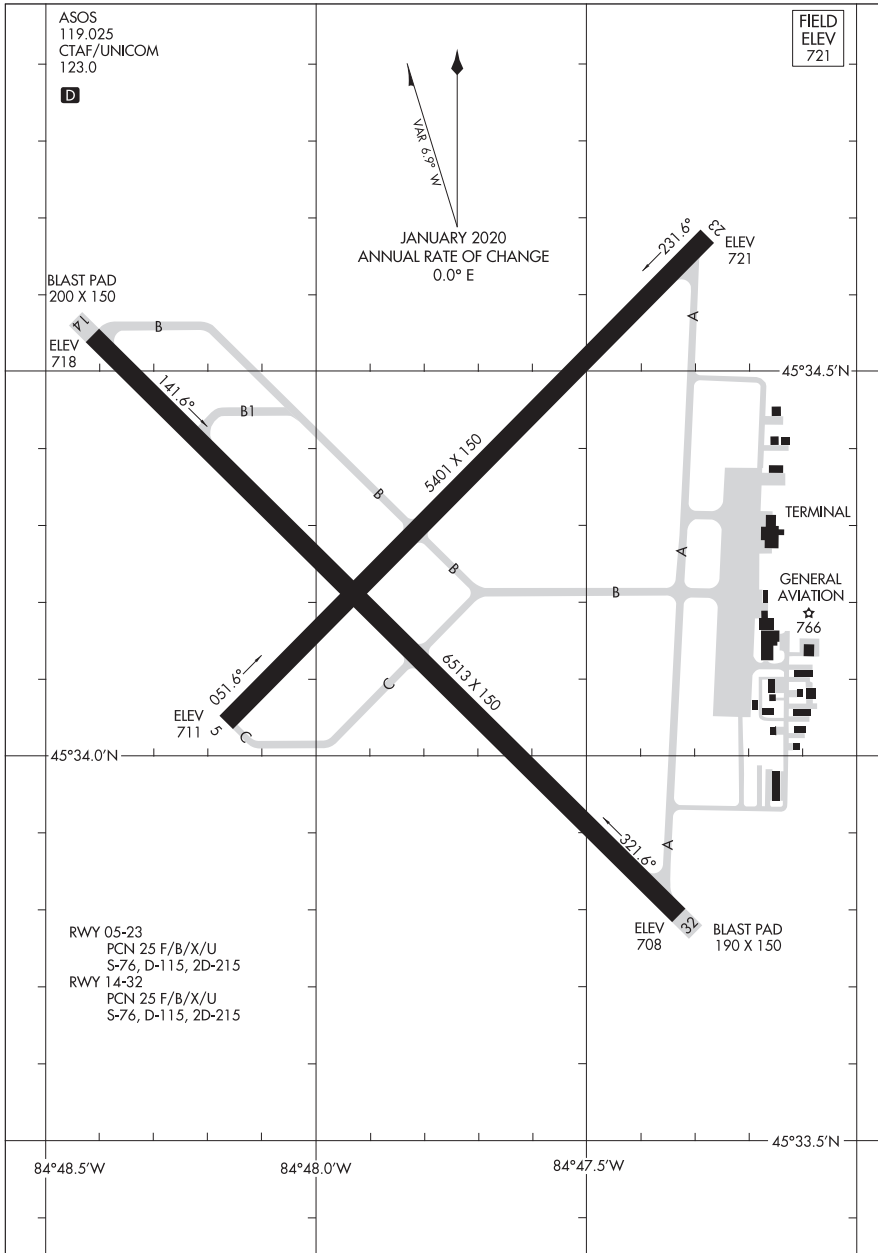 ASOS
119.025
CTAF/UNICOM
123.0
D
FIELD
ELEV
721
VAR 6.9° W
JANUARY 2020
ANNUAL RATE OF CHANGE
0.0° E
231.6°
23
ELEV
721
BLAST PAD
200 X 150
14
ELEV
718
B
A
45°34.5'N
141.6°
B1
5401 X 150
B
TERMINAL
A
B
B
GENERAL
AVIATION
766
051.6°
6513 X 150
C
ELEV
711
5
C
45°34.0'N
321.6°
A
ELEV
708
32
BLAST PAD
190 X 150
RWY 05-23
PCN 25 F/B/X/U
S-76, D-115, 2D-215
RWY 14-32
PCN 25 F/B/X/U
S-76, D-115, 2D-215
45°33.5'N
84°48.5'W
84°48.0'W
84°47.5'W